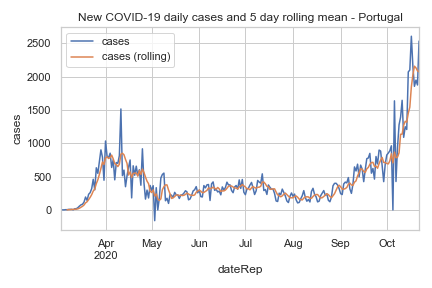 New COVID-19 daily cases and 5 day rolling mean - Portugal
cases
cases (rolling)
cases
2500
2000
1500
1000
500
0
Apr
2020
May
Jun
Jul
Aug
Sep
Oct
dateRep